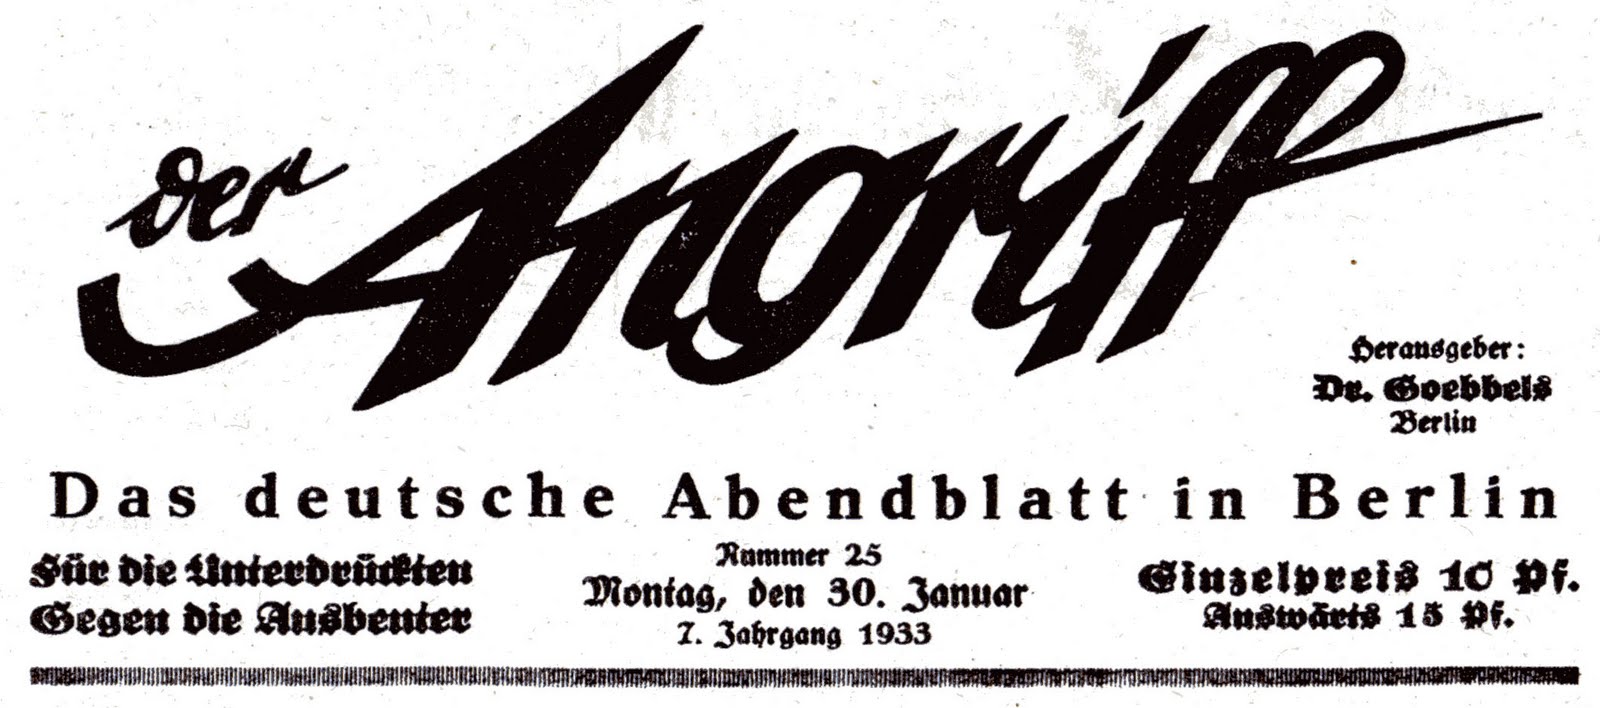 der Angriff
Herausgeber:
Dr. Goebbels
Berlin
Das deutsche Abendblatt in Berlin
Für die Unterdrückten
Gegen die Ausbeuter
Nummer 25
Montag, den 30. Januar
7. Jahrgang 1933
Einzelpreis 10 Pf.
Auswärts 15 Pf.